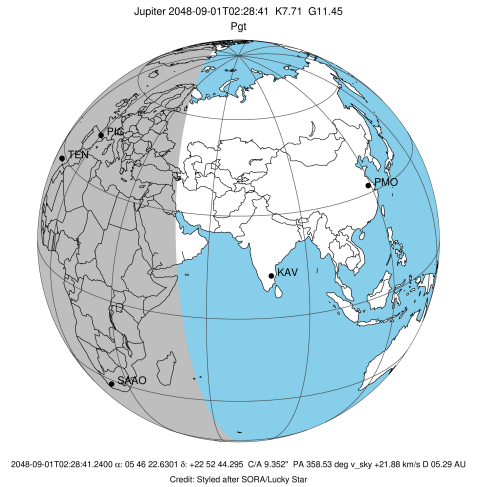 Jupiter 2048-09-01T02:28:41 K7.71 G11.45
Pgt
PIC
TEN
PMO
KAV
SAAO
2048-09-01T02:28:41.2400 α: 05 46 22.6301 δ: +22 52 44.295 C/A 9.352" PA 358.53 deg v_sky +21.88 km/s D 05.29 AU
Credit: Styled after SORA/Lucky Star